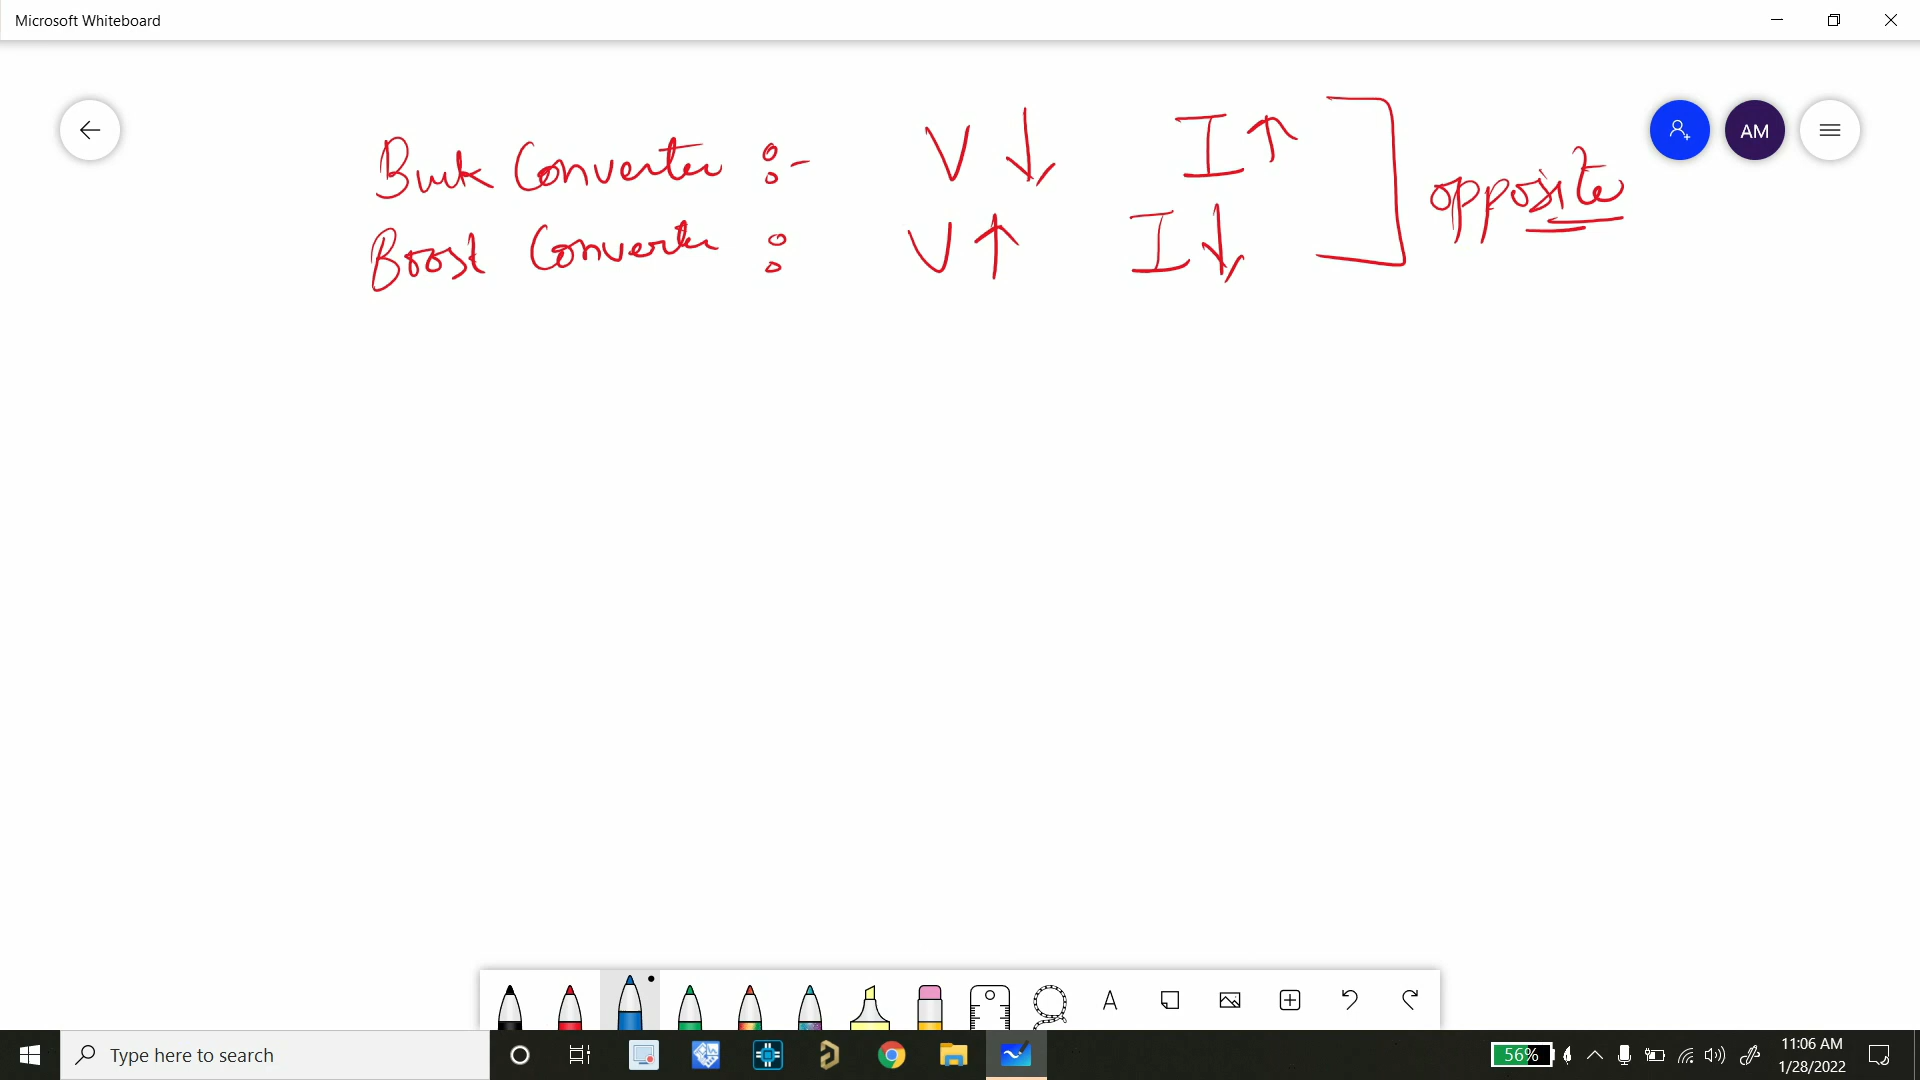 Microsoft Whiteboard
AM
Buck Converter :- V ↓ I ↑
Boost Converter : V ↑ I ↓
opposite
Type here to search
56%
11:06 AM
1/28/2022